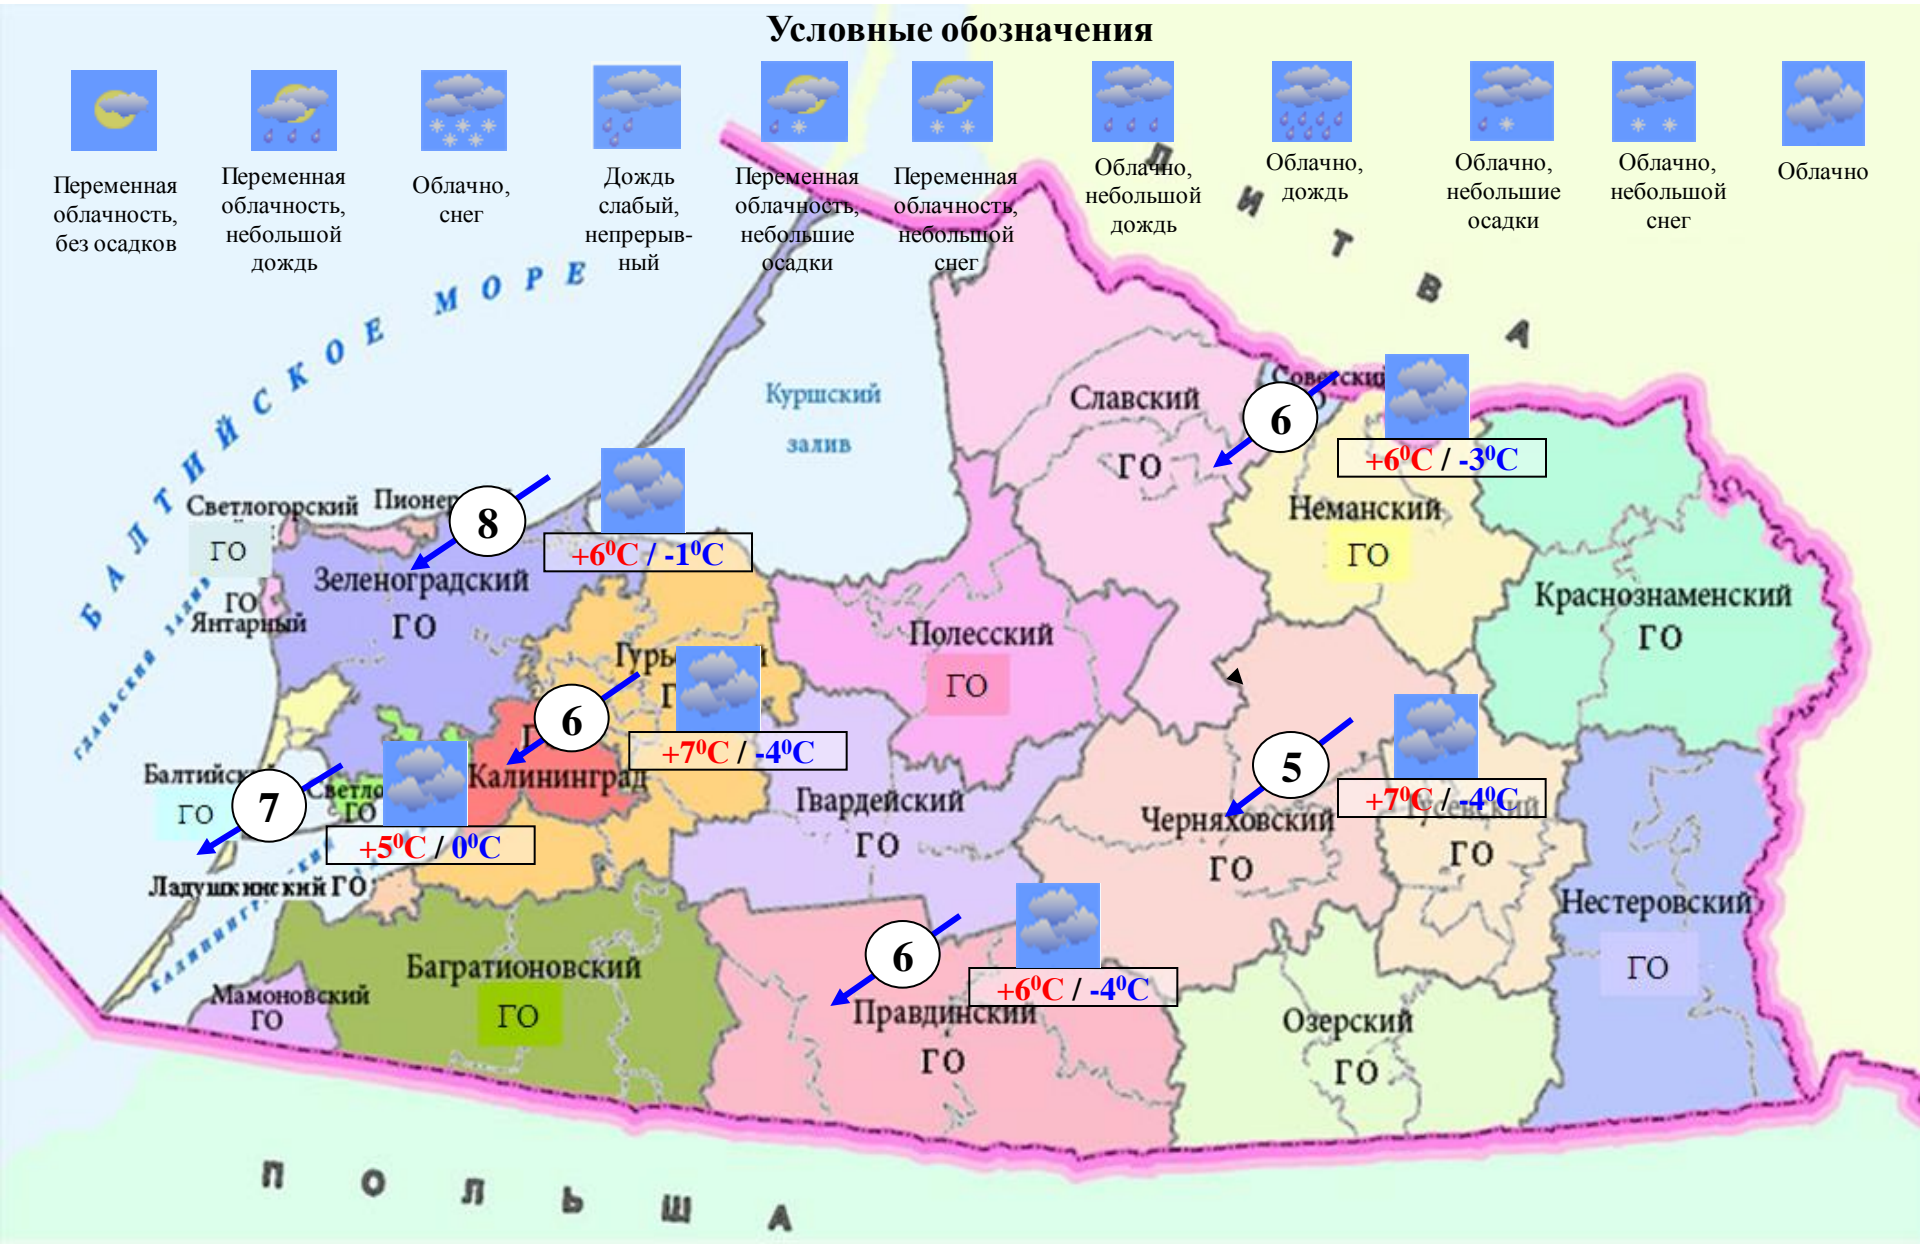 Условные обозначения
Переменная
облачность,
без осадков
Переменная
облачность,
небольшой
дождь
Облачно,
снег
Дождь
слабый,
непрерыв-
ный
Переменная
облачность,
небольшие
осадки
Переменная
облачность,
небольшой
снег
Облачно,
небольшой
дождь
Облачно,
дождь
Облачно,
небольшие
осадки
Облачно,
небольшой
снег
Облачно
ЛИТВА
БАЛТИЙСКОЕ МОРЕ
Куршский
залив
Славский
ГО
6
+6⁰С / -3⁰С
Неманский
ГО
Краснознаменский
ГО
Светлогорский
ГО
8
+6⁰С / -1⁰С
Зеленоградский
ГО
ГО
Янтарный
Полесский
ГО
6
+7⁰С / -4⁰С
Калининград
Гвардейский
ГО
5
+7⁰С / -4⁰С
Черняховский
ГО
Гусевский
ГО
ГО
7
ГО
+5⁰С / 0⁰С
Ладушкинский ГО
Нестеровский
ГО
Багратионовский
ГО
Мамоновский
ГО
6
+6⁰С / -4⁰С
Правдинский
ГО
Озерский
ГО
ПОЛЬША